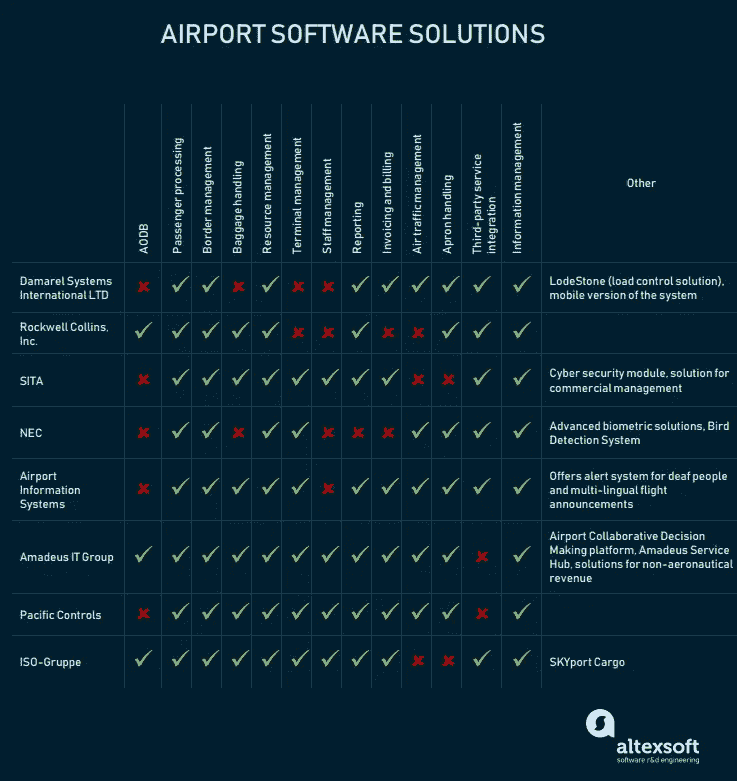 AIRPORT SOFTWARE SOLUTIONS
AODB
Passenger processing
Border management
Baggage handling
Resource management
Terminal management
Staff management
Reporting
Invoicing and billing
Air traffic management
Apron handling
Third-party service
integration
Information management
Other
Damarel Systems
International LTD
LodeStone (load control solution),
mobile version of the system
Rockwell Collins,
Inc.
SITA
Cyber security module, solution for
commercial management
NEC
Advanced biometric solutions, Bird
Detection System
Airport
Information
Systems
Offers alert system for deaf people
and multi-lingual flight
announcements
Amadeus IT Group
Airport Collaborative Decision
Making platform, Amadeus Service
Hub, solutions for non-aeronautical
revenue
Pacific Controls
ISO-Gruppe
SKYport Cargo
altexsoft
software r&d engineering